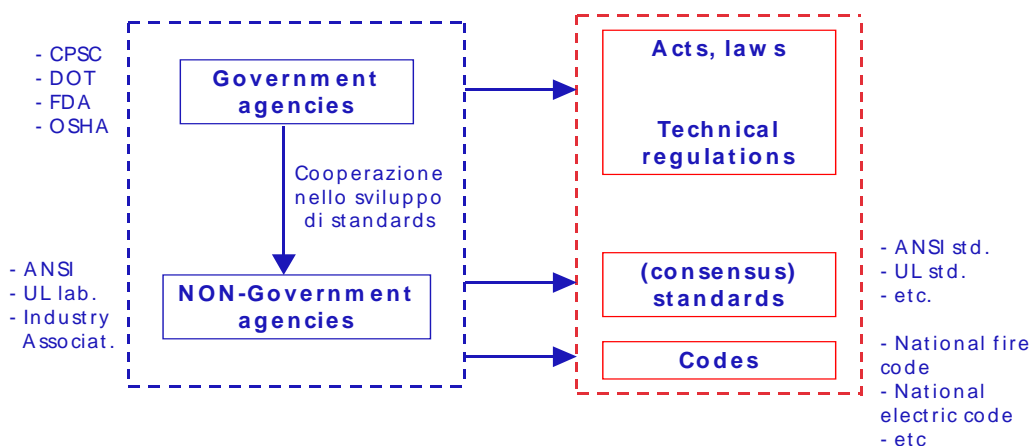 - CPSC
- DOT
- FDA
- OSHA
Government
agencies
Cooperazione
nello sviluppo
di standards
- ANSI
- UL lab.
- Industry
Associat.
NON-Government
agencies
Acts, laws
Technical
regulations
(consensus)
standards
- ANSI std.
- UL std.
- etc.
Codes
- National fire
code
- National
electric code
- etc